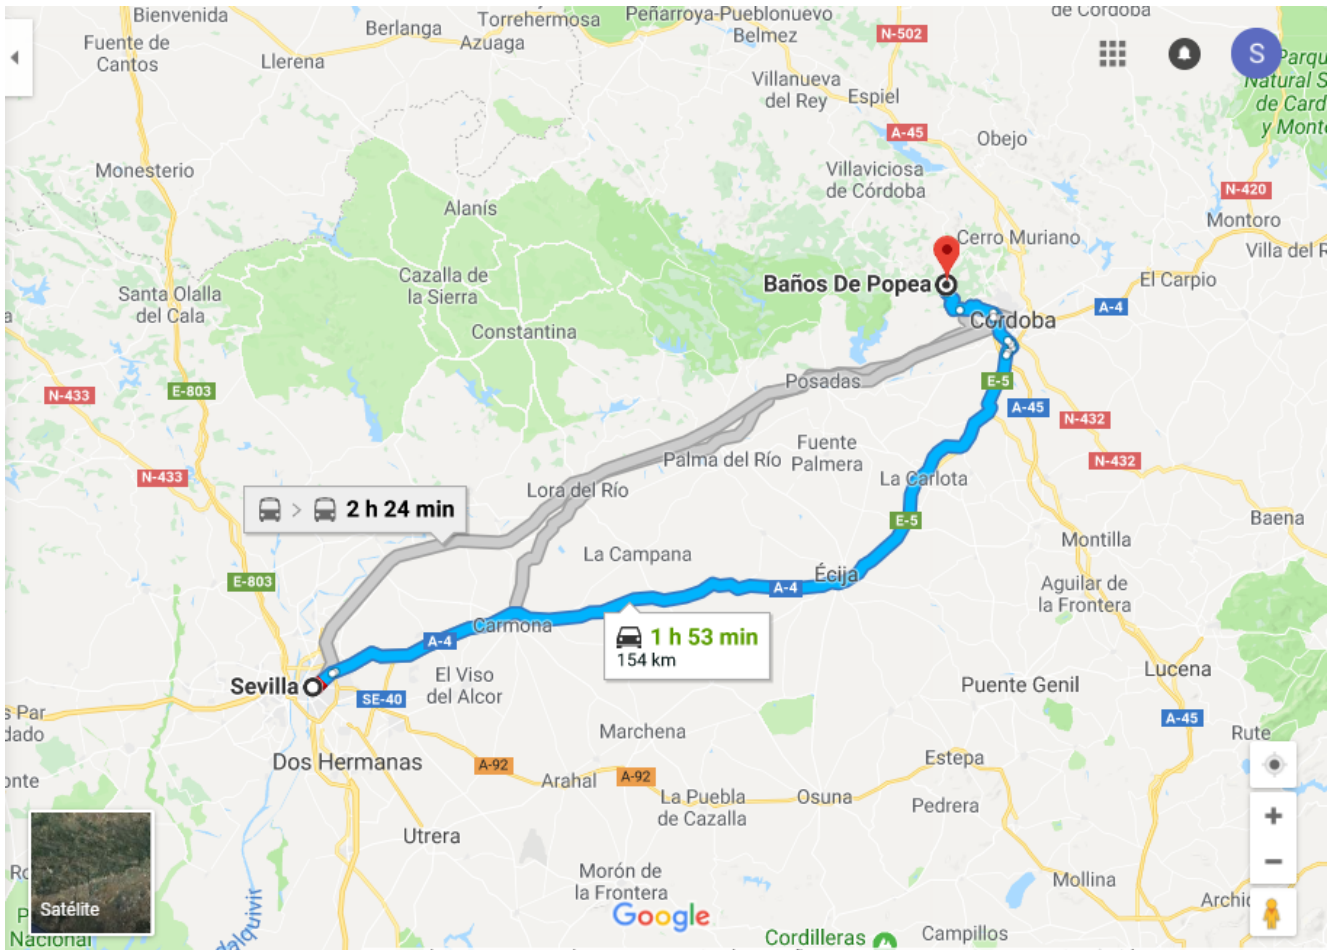 Bienvenida
Berlanga
Torrehermosa
Peñarroya-Pueblonuevo
de Córdoba
Fuente de
Cantos
Llerena
Azuaga
Belmez
N-502
S
Parqu
Natural S
de Card
y Monto
Villanueva
del Rey
Espiel
A-45
Obejo
Monesterio
Villaviciosa
de Córdoba
N-420
Alanís
Montoro
Cerro Muriano
Villa del R
Cazalla de
la Sierra
Baños De Popea
El Carpio
Santa Olalla
del Cala
A-4
Constantina
Córdoba
N-433
E-803
Posadas
E-5
A-45
N-432
Fuente
Palmera
Palma del Río
N-432
N-433
La Carlota
Lora del Río
2 h 24 min
E-5
Baena
La Campana
Montilla
E-803
Écija
A-4
Aguilar de
la Frontera
Carmona
A-4
1 h 53 min
154 km
El Viso
del Alcor
Sevilla
SE-40
Lucena
Puente Genil
s Par
dado
A-45
Marchena
Rute
Dos Hermanas
A-92
Arahal
A-92
Estepa
onte
La Puebla
de Cazalla
Osuna
Pedrera
Utrera
Morón de
la Frontera
Mollina
Satélite
Google
Nacional
Cordilleras
Campillos